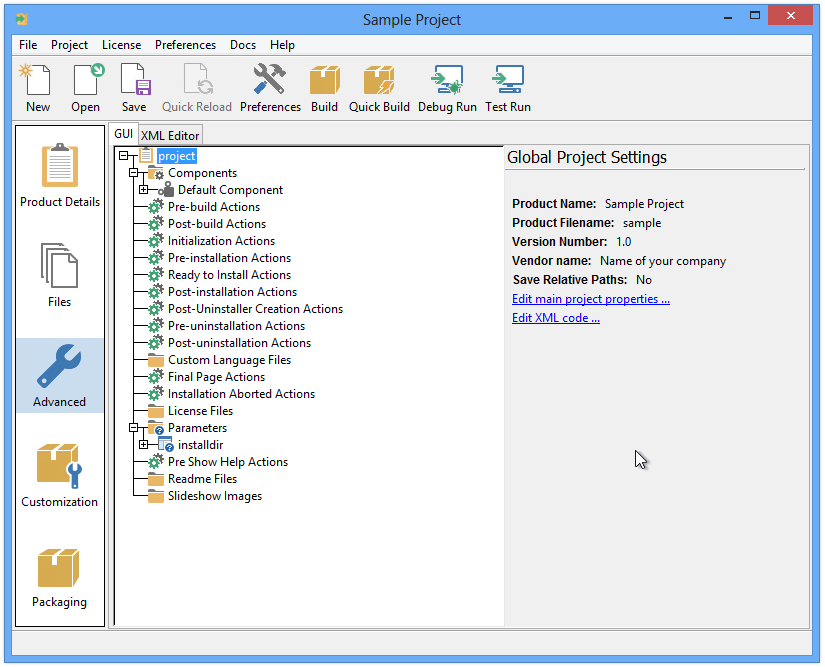 Sample Project
File Project License Preferences Docs Help
New Open Save Quick Reload Preferences Build Quick Build Debug Run Test Run
Product Details
Files
Advanced
Customization
Packaging
GUI XML Editor
project
Components
Default Component
Pre-build Actions
Post-build Actions
Initialization Actions
Pre-installation Actions
Ready to Install Actions
Post-installation Actions
Post-Uninstaller Creation Actions
Pre-uninstallation Actions
Post-uninstallation Actions
Custom Language Files
Final Page Actions
Installation Aborted Actions
License Files
Parameters
installdir
Pre Show Help Actions
Readme Files
Slideshow Images
Global Project Settings
Product Name: Sample Project
Product Filename: sample
Version Number: 1.0
Vendor name: Name of your company
Save Relative Paths: No
Edit main project properties ...
Edit XML code ...